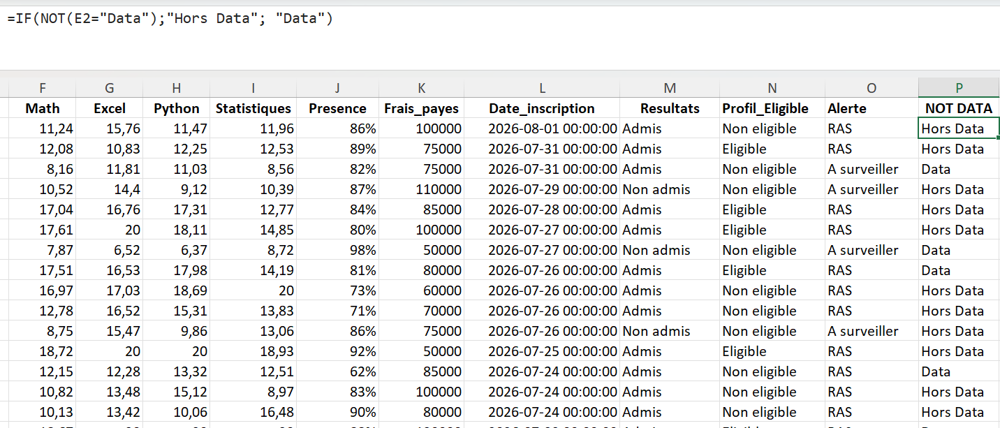 =IF(NOT(E2="Data");"Hors Data"; "Data")
F G H I J K L M N O P
Math Excel Python Statistiques Presence Frais_payes Date_inscription Resultats Profil_Eligible Alerte NOT DATA
11,24 15,76 11,47 11,96 86% 100000 2026-08-01 00:00:00 Admis Non eligible RAS Hors Data
12,08 10,83 12,25 12,53 89% 75000 2026-07-31 00:00:00 Admis Eligible RAS Hors Data
8,16 11,81 11,03 8,56 82% 75000 2026-07-31 00:00:00 Admis Non eligible A surveiller Data
10,52 14,4 9,12 10,39 87% 110000 2026-07-29 00:00:00 Non admis Non eligible A surveiller Hors Data
17,04 16,76 17,31 12,77 84% 85000 2026-07-28 00:00:00 Admis Eligible RAS Hors Data
17,61 20 18,11 14,85 80% 100000 2026-07-27 00:00:00 Admis Eligible RAS Hors Data
7,87 6,52 6,37 8,72 98% 50000 2026-07-27 00:00:00 Non admis Non eligible A surveiller Data
17,51 16,53 17,98 14,19 81% 80000 2026-07-26 00:00:00 Admis Eligible RAS Data
16,97 17,03 18,69 20 73% 60000 2026-07-26 00:00:00 Admis Non eligible RAS Hors Data
12,78 16,52 15,31 13,83 71% 70000 2026-07-26 00:00:00 Admis Non eligible RAS Hors Data
8,75 15,47 9,86 13,06 86% 75000 2026-07-26 00:00:00 Non admis Non eligible A surveiller Hors Data
18,72 20 20 18,93 92% 50000 2026-07-25 00:00:00 Admis Eligible RAS Hors Data
12,15 12,28 13,32 12,51 62% 85000 2026-07-24 00:00:00 Admis Non eligible RAS Data
10,82 13,48 15,12 8,97 83% 100000 2026-07-24 00:00:00 Admis Non eligible RAS Hors Data
10,13 13,42 10,06 16,48 90% 80000 2026-07-24 00:00:00 Admis Non eligible RAS Hors Data